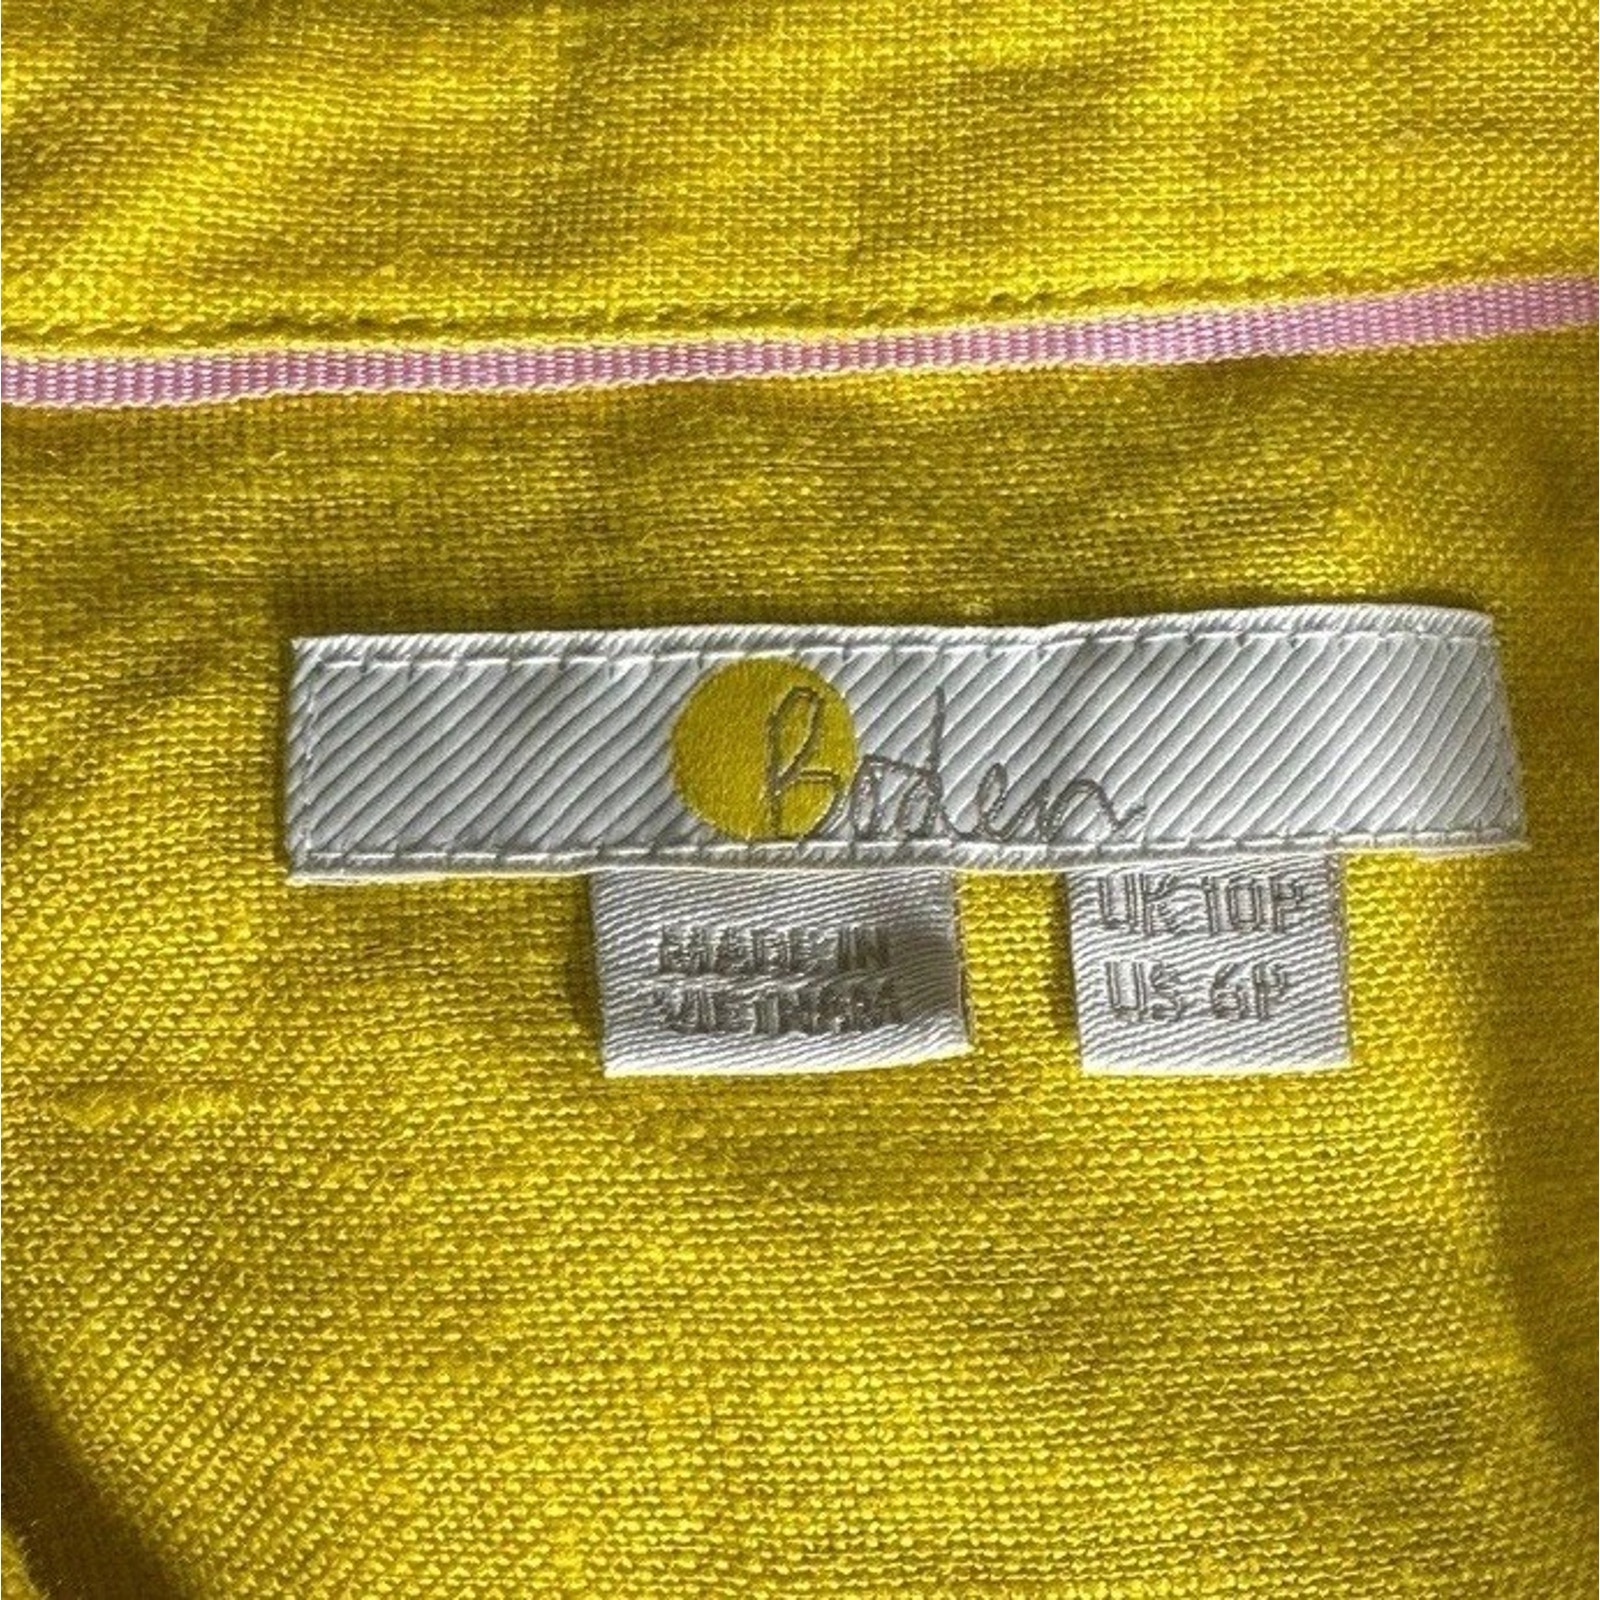 Boden
MADE IN
VIETNAM
UK 10P
US 6P